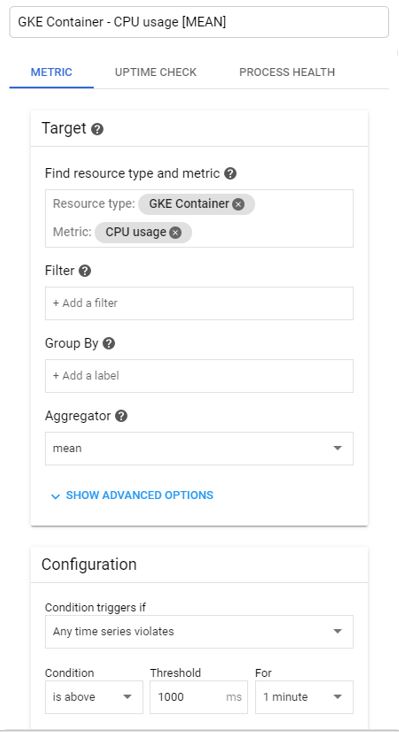 GKE Container - CPU usage [MEAN]
METRIC UPTIME CHECK PROCESS HEALTH
Target
Find resource type and metric
Resource type: GKE Container
Metric: CPU usage
Filter
+ Add a filter
Group By
+ Add a label
Aggregator
mean
SHOW ADVANCED OPTIONS
Configuration
Condition triggers if
Any time series violates
Condition Threshold For
is above 1000 ms 1 minute